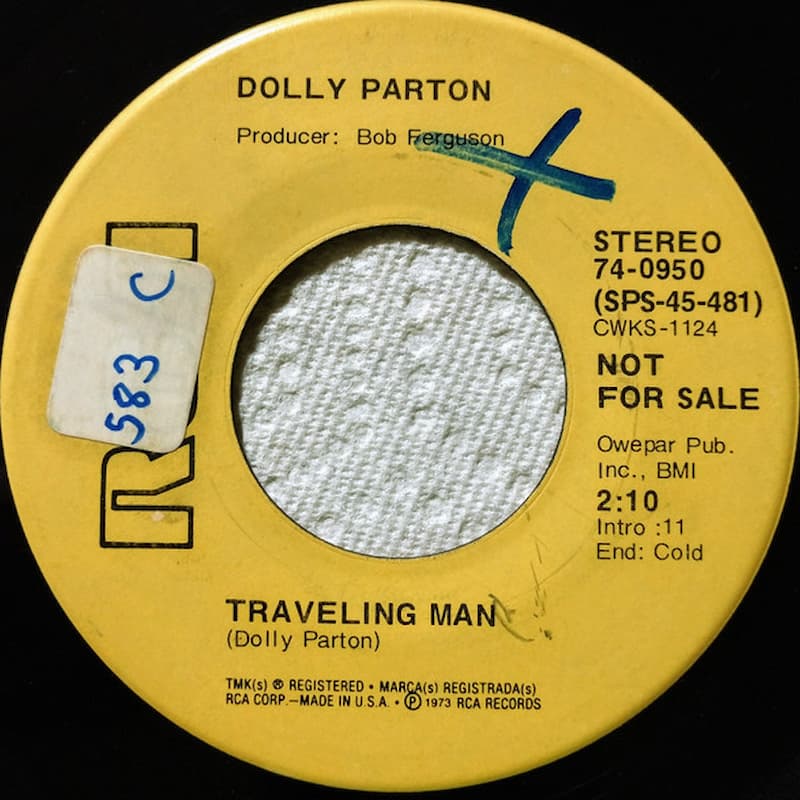 DOLLY PARTON
Producer: Bob Ferguson
STEREO
74-0950
(SPS-45-481)
CWKS-1124
NOT
FOR SALE
Owepar Pub.
Inc., BMI
2:10
Intro :11
End: Cold
583 C
TRAVELING MAN
(Dolly Parton)
TMK(s) ® REGISTERED • MARCA(s) REGISTRADA(s)
RCA CORP.—MADE IN U.S.A. • ℗ 1973 RCA RECORDS